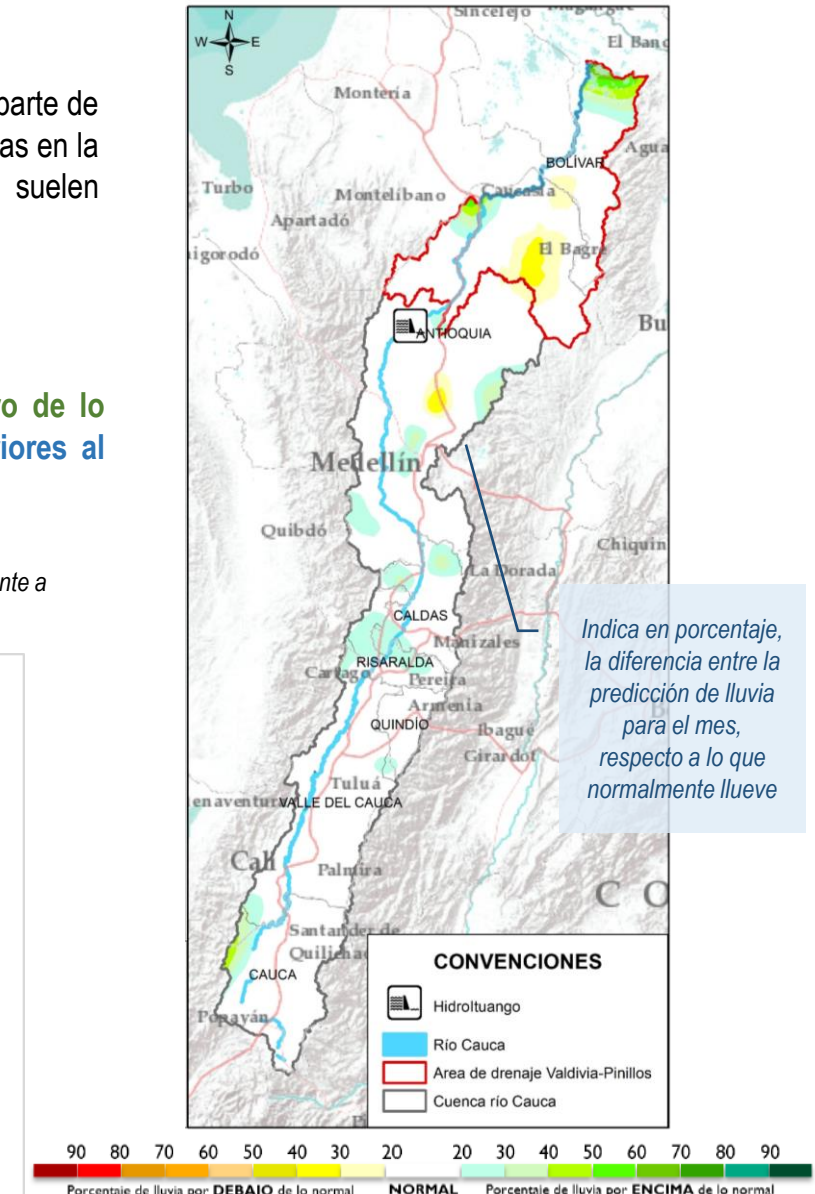 parte de
as en la
suelen
o de lo
iores al
nte a
N
W E
S
Sincelejo
El Banc
Montería
Agua
BOLÍVAR
Turbo
Montelíbano
Caucasia
Apartadó
igorodó
El Bagre
Bu
ANTIOQUIA
Medellín
Quibdó
Chiquin
La Dorada
CALDAS
Manizales
RISARALDA
Cartago
Pereira
Armenia
QUINDÍO
Ibagué
Girardot
Tuluá
enaventura
VALLE DEL CAUCA
Cali
Palmira
C O
Santander de
Quilicha
CAUCA
Popayán
Indica en porcentaje,
la diferencia entre la
predicción de lluvia
para el mes,
respecto a lo que
normalmente llueve
CONVENCIONES
HidroItuango
Río Cauca
Area de drenaje Valdivia-Pinillos
Cuenca río Cauca
90 80 70 60 50 40 30 20 20 30 40 50 60 70 80 90
Porcentaje de lluvia por DEBAJO de lo normal NORMAL Porcentaje de lluvia por ENCIMA de lo normal